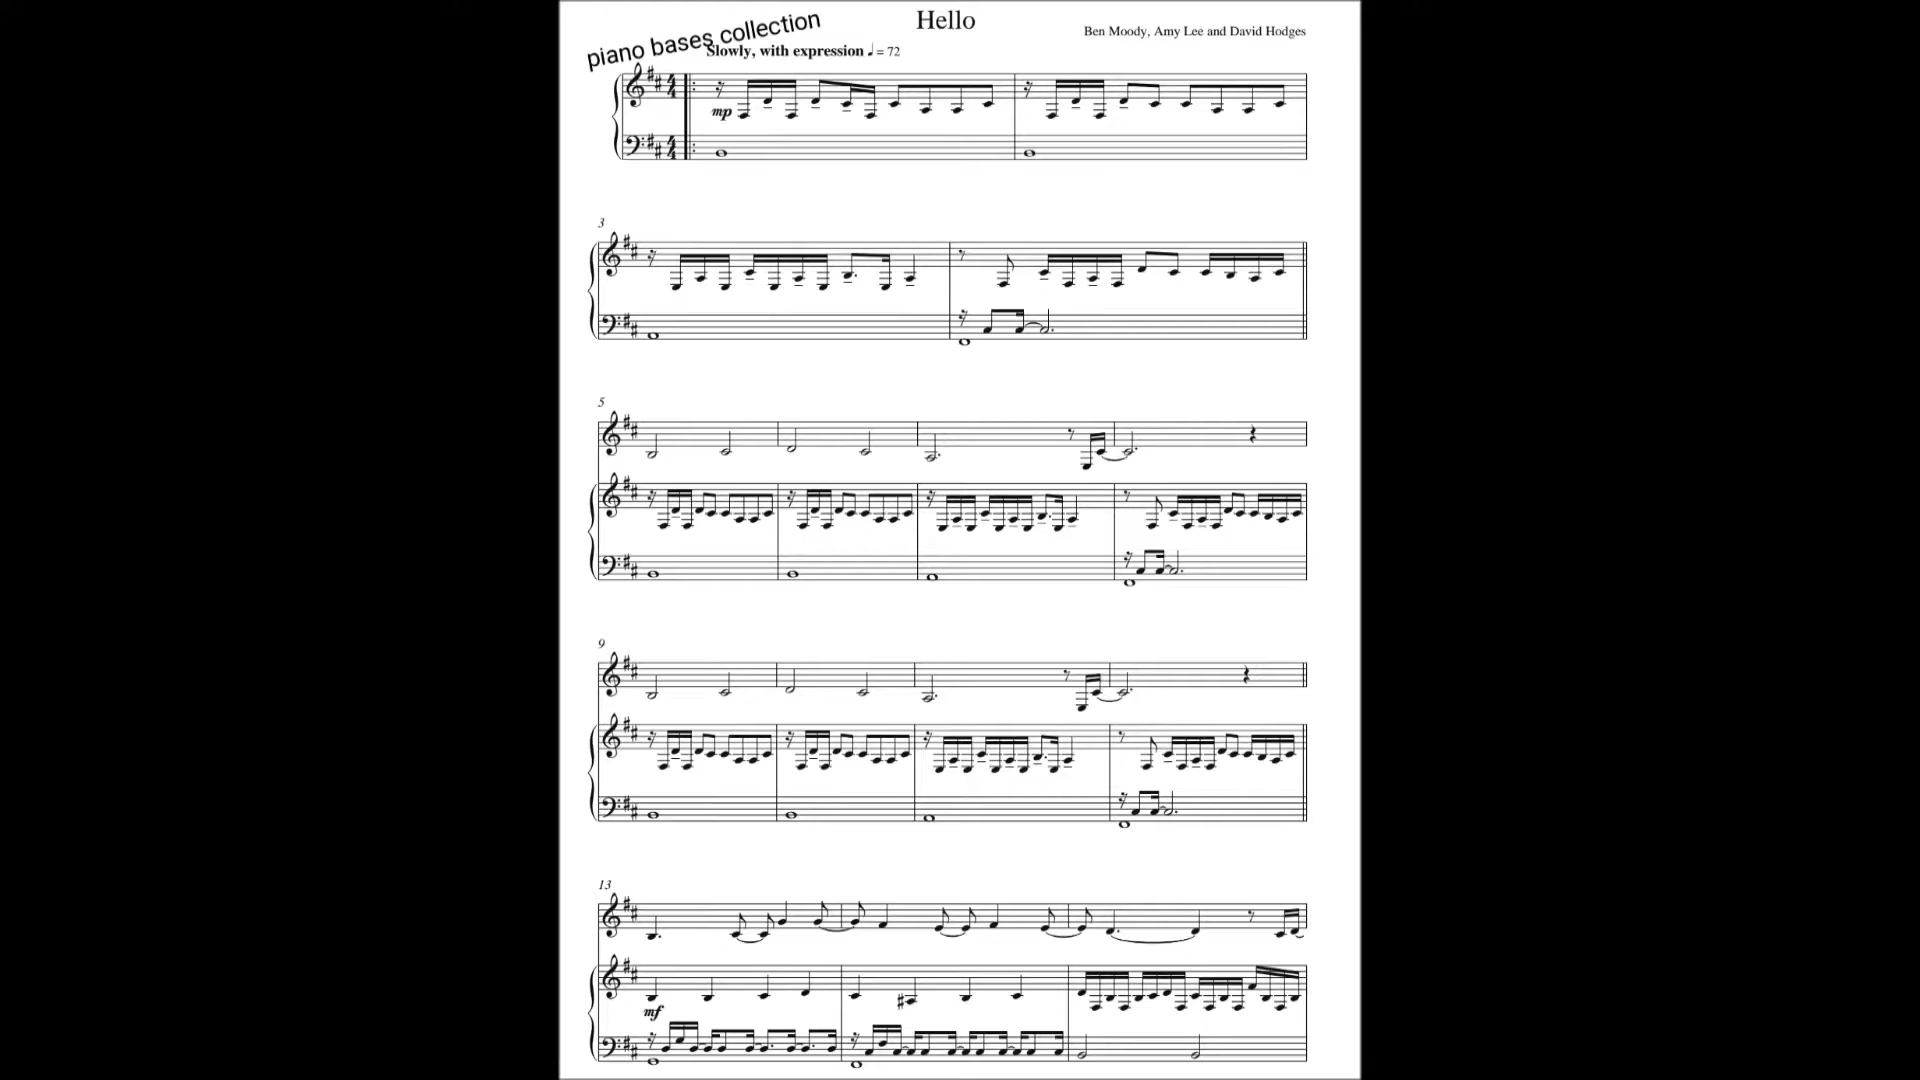 Hello
piano bases collection
Ben Moody, Amy Lee and David Hodges
Slowly, with expression ♩ = 72
mp
3
5
9
13
mf